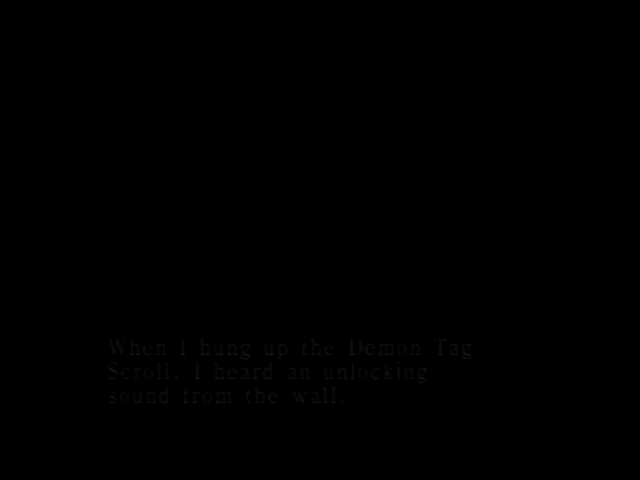 When I hung up the Demon Tag
Scroll, I heard an unlocking
sound from the wall.